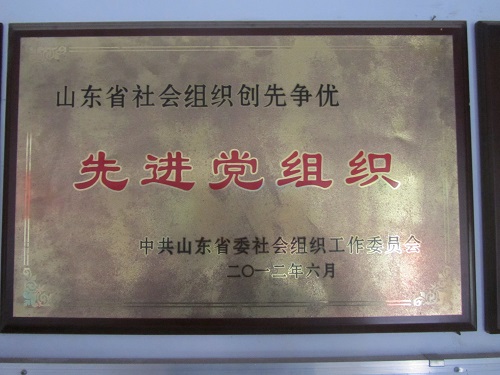 山东省社会组织创先争优
先进党组织
中共山东省委社会组织工作委员会
二〇一二年六月